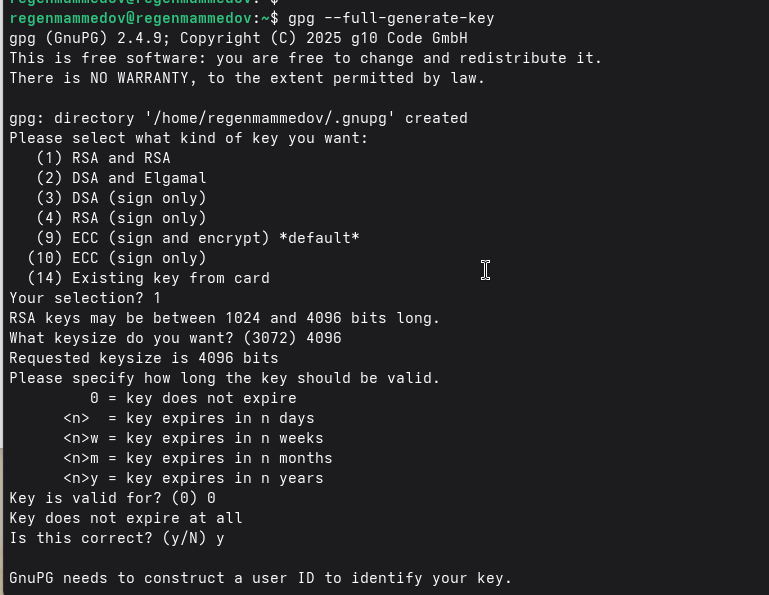 regenmammedov@regenmammedov:~$ gpg --full-generate-key
gpg (GnuPG) 2.4.9; Copyright (C) 2025 g10 Code GmbH
This is free software: you are free to change and redistribute it.
There is NO WARRANTY, to the extent permitted by law.

gpg: directory '/home/regenmammedov/.gnupg' created
Please select what kind of key you want:
   (1) RSA and RSA
   (2) DSA and Elgamal
   (3) DSA (sign only)
   (4) RSA (sign only)
   (9) ECC (sign and encrypt) *default*
  (10) ECC (sign only)
  (14) Existing key from card
Your selection? 1
RSA keys may be between 1024 and 4096 bits long.
What keysize do you want? (3072) 4096
Requested keysize is 4096 bits
Please specify how long the key should be valid.
         0 = key does not expire
      <n>  = key expires in n days
      <n>w = key expires in n weeks
      <n>m = key expires in n months
      <n>y = key expires in n years
Key is valid for? (0) 0
Key does not expire at all
Is this correct? (y/N) y

GnuPG needs to construct a user ID to identify your key.